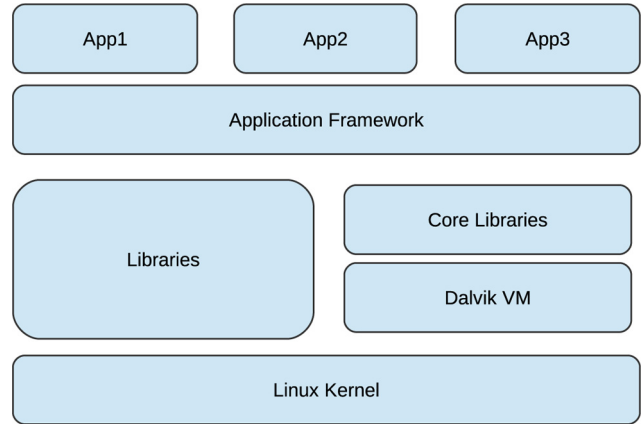 App1
App2
App3
Application Framework
Libraries
Core Libraries
Dalvik VM
Linux Kernel